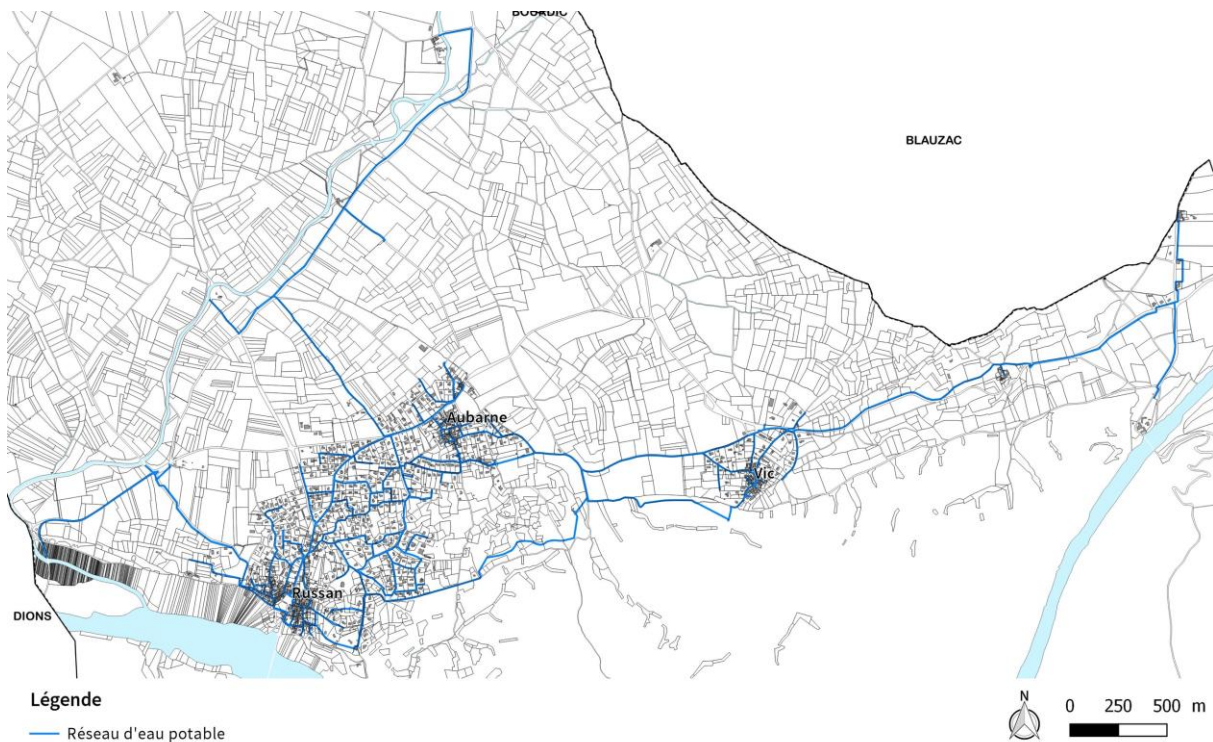 BOURDIC
BLAUZAC
Aubarne
Vic
Russan
DIONS
Légende
Réseau d'eau potable
N
0 250 500 m